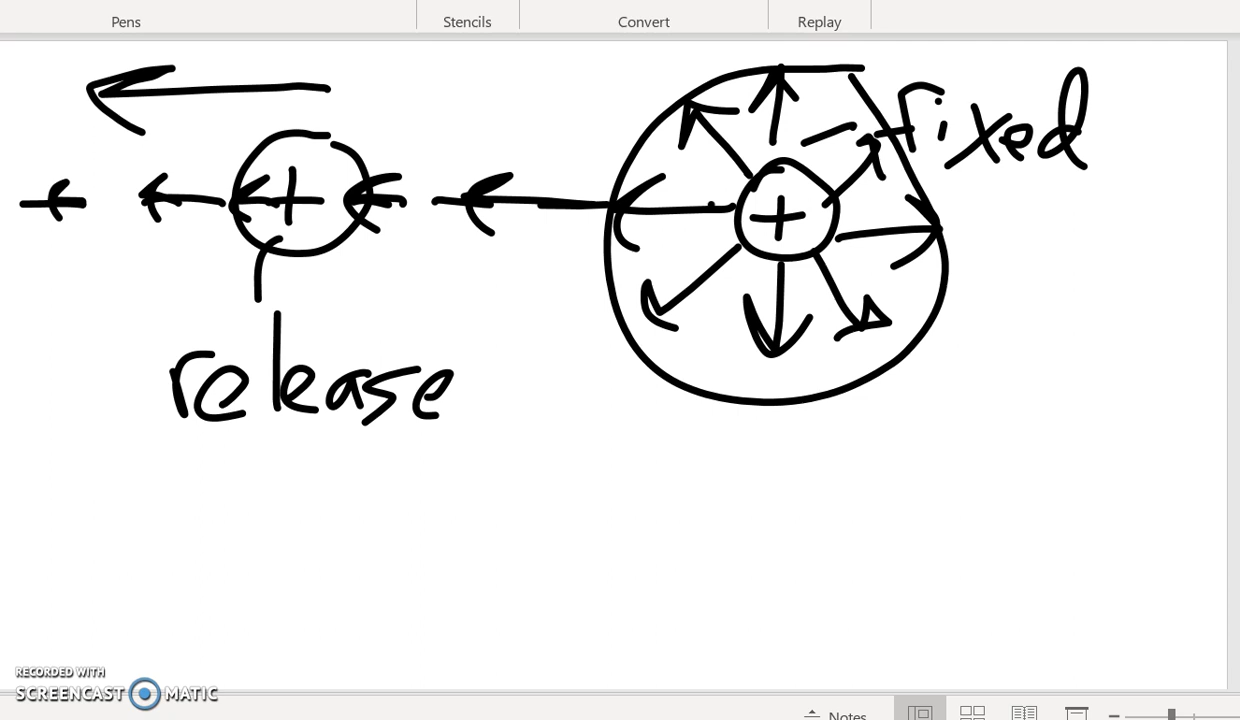 Pens Stencils Convert Replay
+ + fixed
release
RECORDED WITH
SCREENCAST MATIC
Notes